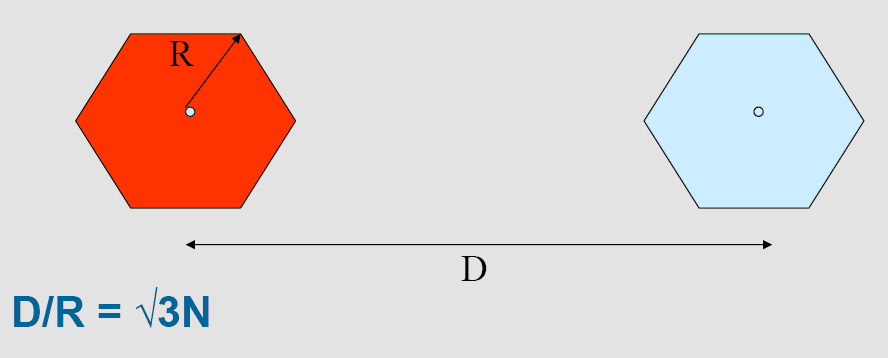 R
D
D/R = √3N